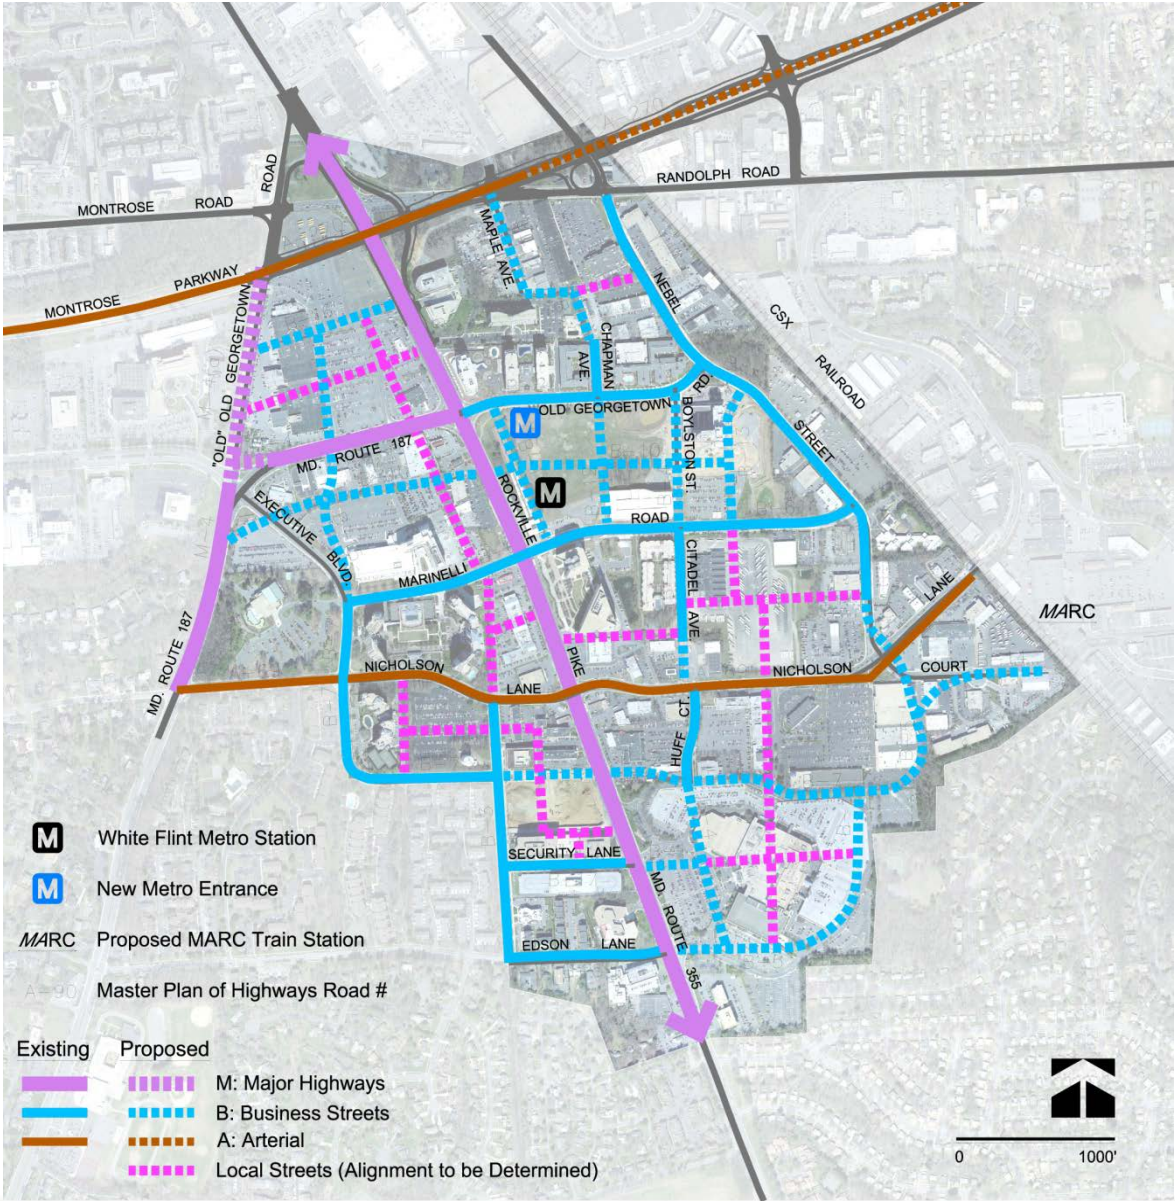 ROAD
RANDOLPH ROAD
MONTROSE ROAD
MAPLE AVE.
MONTROSE PARKWAY
NEBEL
CSX
"OLD" OLD GEORGETOWN
CHAPMAN
AVE.
RAILROAD
RD.
OLD GEORGETOWN
BOYLSTON ST.
M
STREET
MD. ROUTE 187
M
ROCKVILLE
EXECUTIVE BLVD.
ROAD
MARINELLI
CITADEL AVE.
LANE
MARC
MD. ROUTE 187
NICHOLSON
LANE
PIKE
NICHOLSON
COURT
HUFF CT.
M White Flint Metro Station
SECURITY LANE
M New Metro Entrance
MD. ROUTE 355
MARC Proposed MARC Train Station
EDSON LANE
A-90 Master Plan of Highways Road #
Existing Proposed
M: Major Highways
B: Business Streets
A: Arterial
Local Streets (Alignment to be Determined)
0 1000'